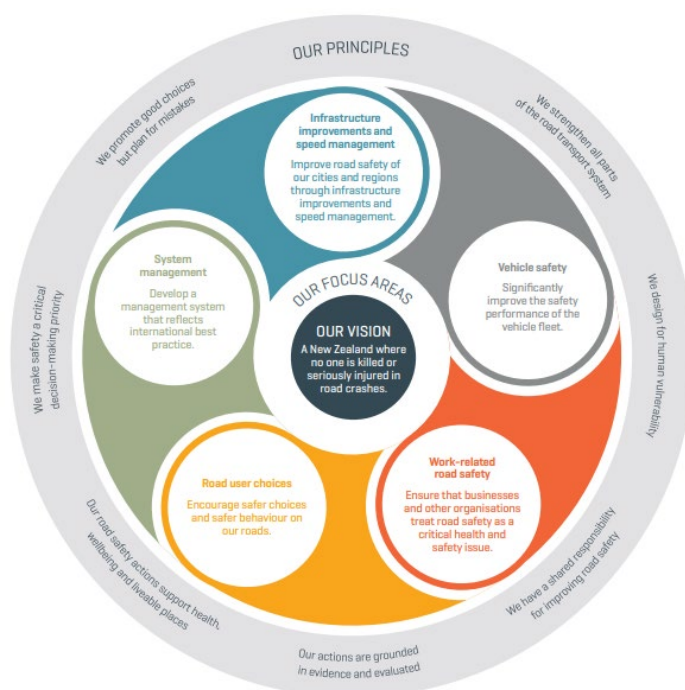 OUR PRINCIPLES
We promote good choices
but plan for mistakes
We strengthen all parts
of the road transport system
Infrastructure
improvements and
speed management
Improve road safety of
our cities and regions
through infrastructure
improvements and
speed management.
System
management
Develop a
management system
that reflects
international best
practice.
Vehicle safety
Significantly
improve the safety
performance of the
vehicle fleet.
OUR FOCUS AREAS
OUR VISION
A New Zealand where
no one is killed or
seriously injured in
road crashes.
We make safety a critical
decision-making priority
We design for human vulnerability
Road user choices
Encourage safer choices
and safer behaviour on
our roads.
Work-related
road safety
Ensure that businesses
and other organisations
treat road safety as a
critical health and
safety issue.
Our road safety actions support health,
wellbeing and liveable places
We have a shared responsibility
for improving road safety
Our actions are grounded
in evidence and evaluated